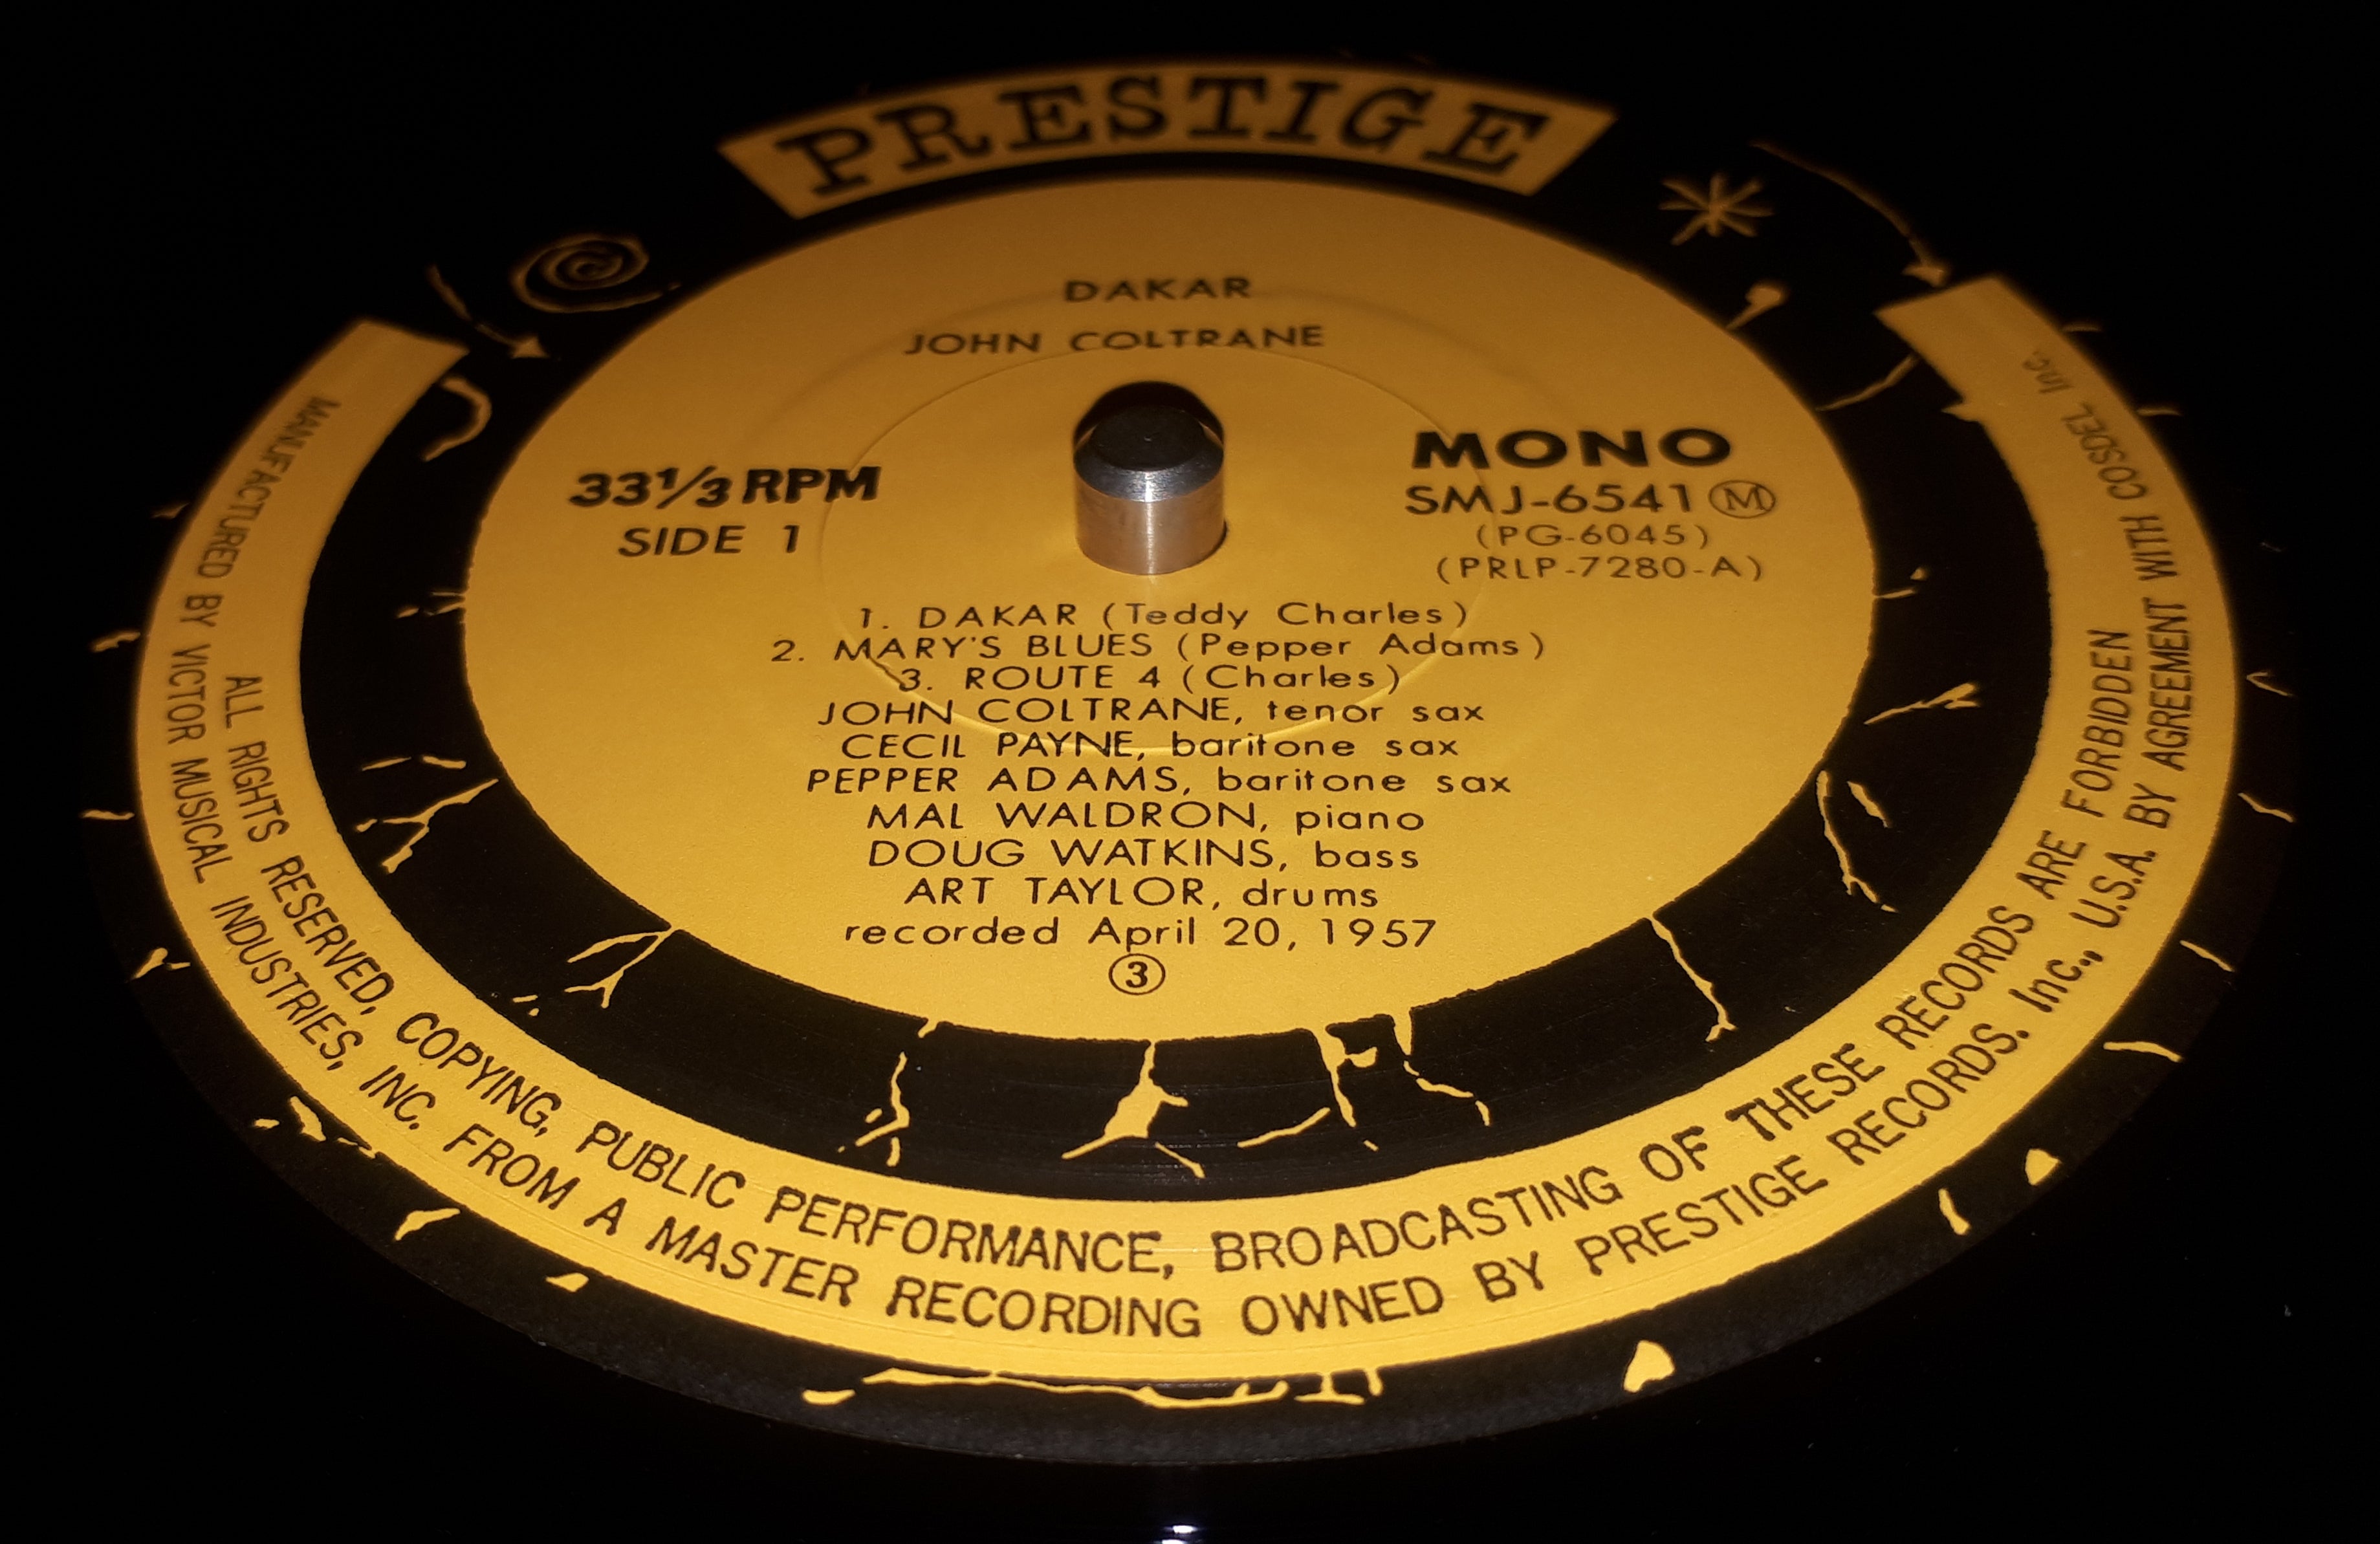 PRESTIGE
DAKAR
JOHN COLTRANE
33 1/3 RPM
SIDE 1
MONO
SMJ-6541 Ⓜ
(PG-6045)
(PRLP-7280-A)
1. DAKAR (Teddy Charles)
2. MARY'S BLUES (Pepper Adams)
3. ROUTE 4 (Charles)
JOHN COLTRANE, tenor sax
CECIL PAYNE, baritone sax
PEPPER ADAMS, baritone sax
MAL WALDRON, piano
DOUG WATKINS, bass
ART TAYLOR, drums
recorded April 20, 1957
③
ALL RIGHTS RESERVED, COPYING, PUBLIC PERFORMANCE, BROADCASTING OF THESE RECORDS ARE FORBIDDEN
MANUFACTURED BY VICTOR MUSICAL INDUSTRIES, INC. FROM A MASTER RECORDING OWNED BY PRESTIGE RECORDS. Inc., U.S.A. BY AGREEMENT WITH COSDEL Inc.